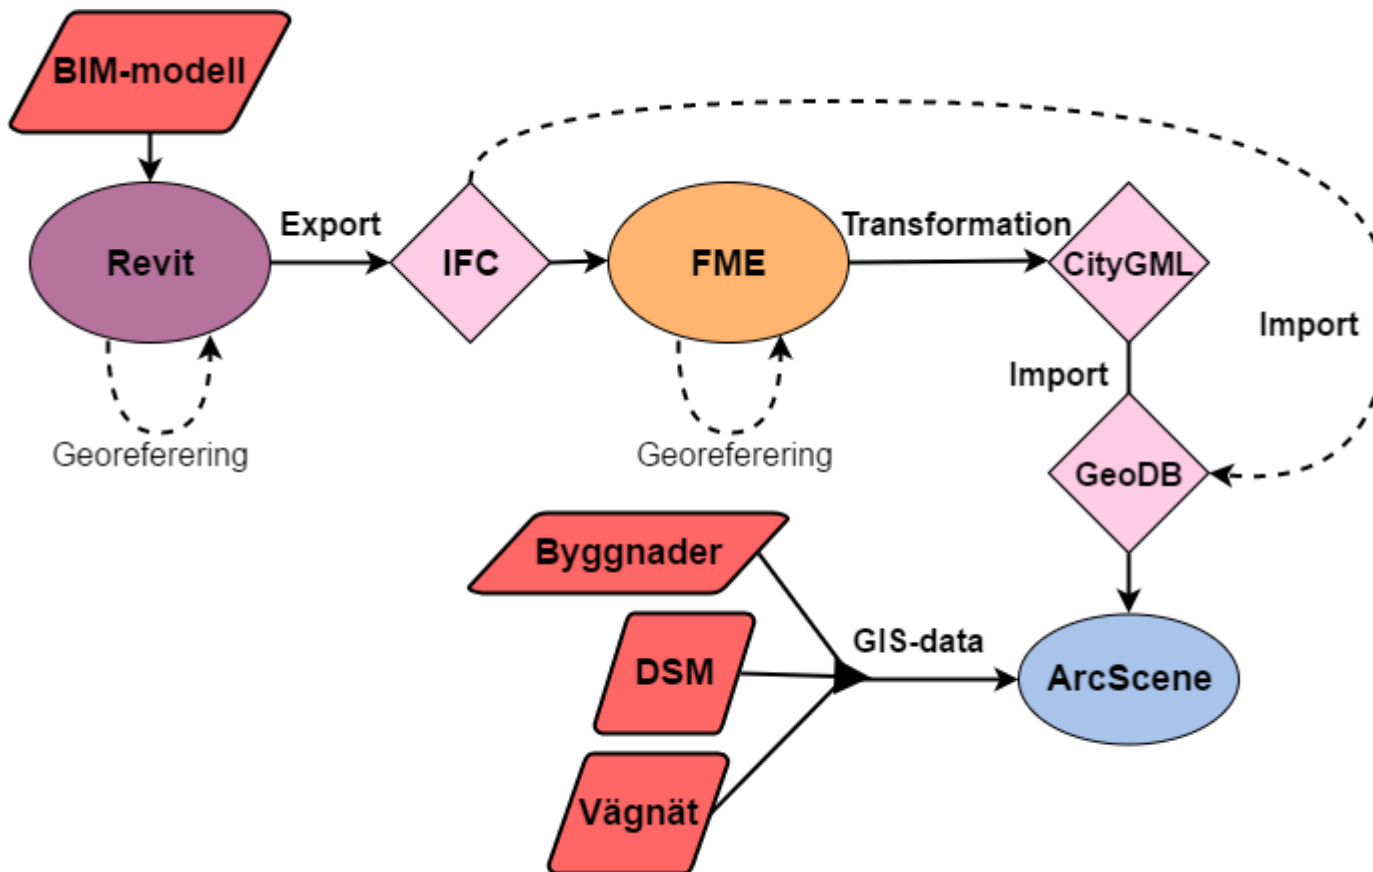 BIM-modell
Revit
Export
IFC
FME
Transformation
CityGML
Import
Import
Georeferering
Georeferering
GeoDB
Byggnader
DSM
GIS-data
ArcScene
Vägnät